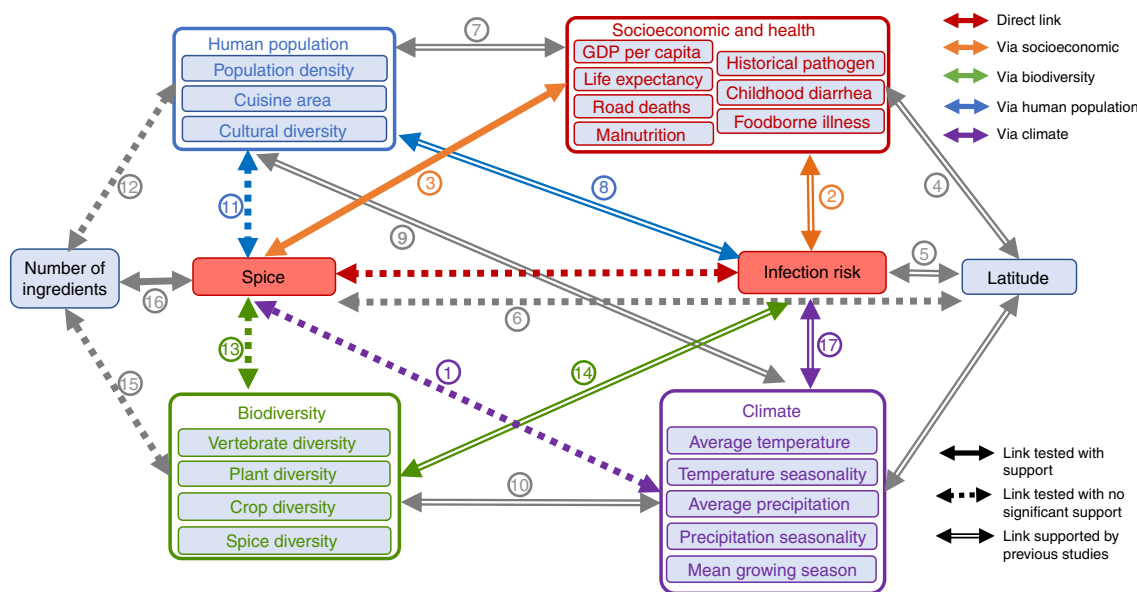 Human population
Population density
Cuisine area
Cultural diversity
7
Socioeconomic and health
GDP per capita
Life expectancy
Road deaths
Malnutrition
Historical pathogen
Childhood diarrhea
Foodborne illness
Direct link
Via socioeconomic
Via biodiversity
Via human population
Via climate
12
11
3
8
9
2
4
5
Number of
ingredients
16
Spice
Infection risk
Latitude
6
13
1
14
17
15
10
Biodiversity
Vertebrate diversity
Plant diversity
Crop diversity
Spice diversity
Climate
Average temperature
Temperature seasonality
Average precipitation
Precipitation seasonality
Mean growing season
Link tested with
support
Link tested with no
significant support
Link supported by
previous studies